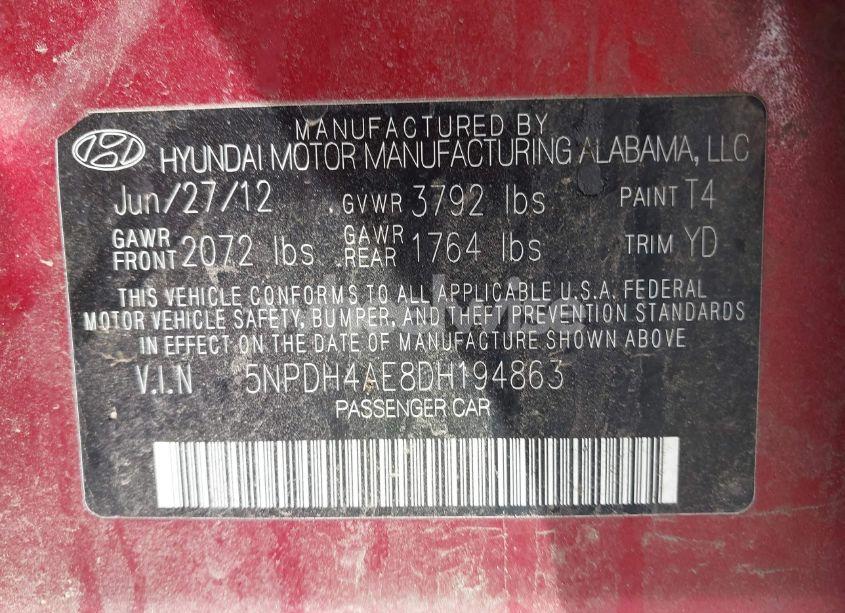 MANUFACTURED BY
HYUNDAI MOTOR MANUFACTURING ALABAMA, LLC
Jun/27/12 GVWR 3792 lbs PAINT T4
GAWR FRONT 2072 lbs GAWR REAR 1764 lbs TRIM YD
THIS VEHICLE CONFORMS TO ALL APPLICABLE U.S.A. FEDERAL
MOTOR VEHICLE SAFETY, BUMPER, AND THEFT PREVENTION STANDARDS
IN EFFECT ON THE DATE OF MANUFACTURE SHOWN ABOVE
V.I.N 5NPDH4AE8DH194863
PASSENGER CAR